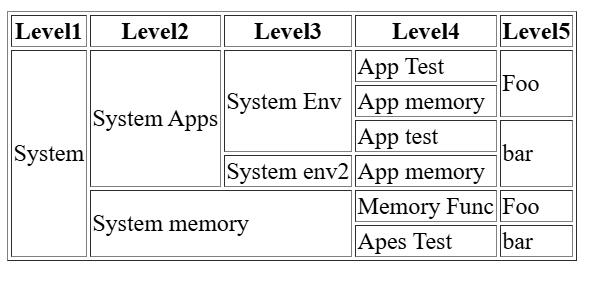 Level1 Level2 Level3 Level4 Level5
System System Apps System Env App Test Foo
App memory
App test bar
System env2 App memory
System memory Memory Func Foo
Apes Test bar